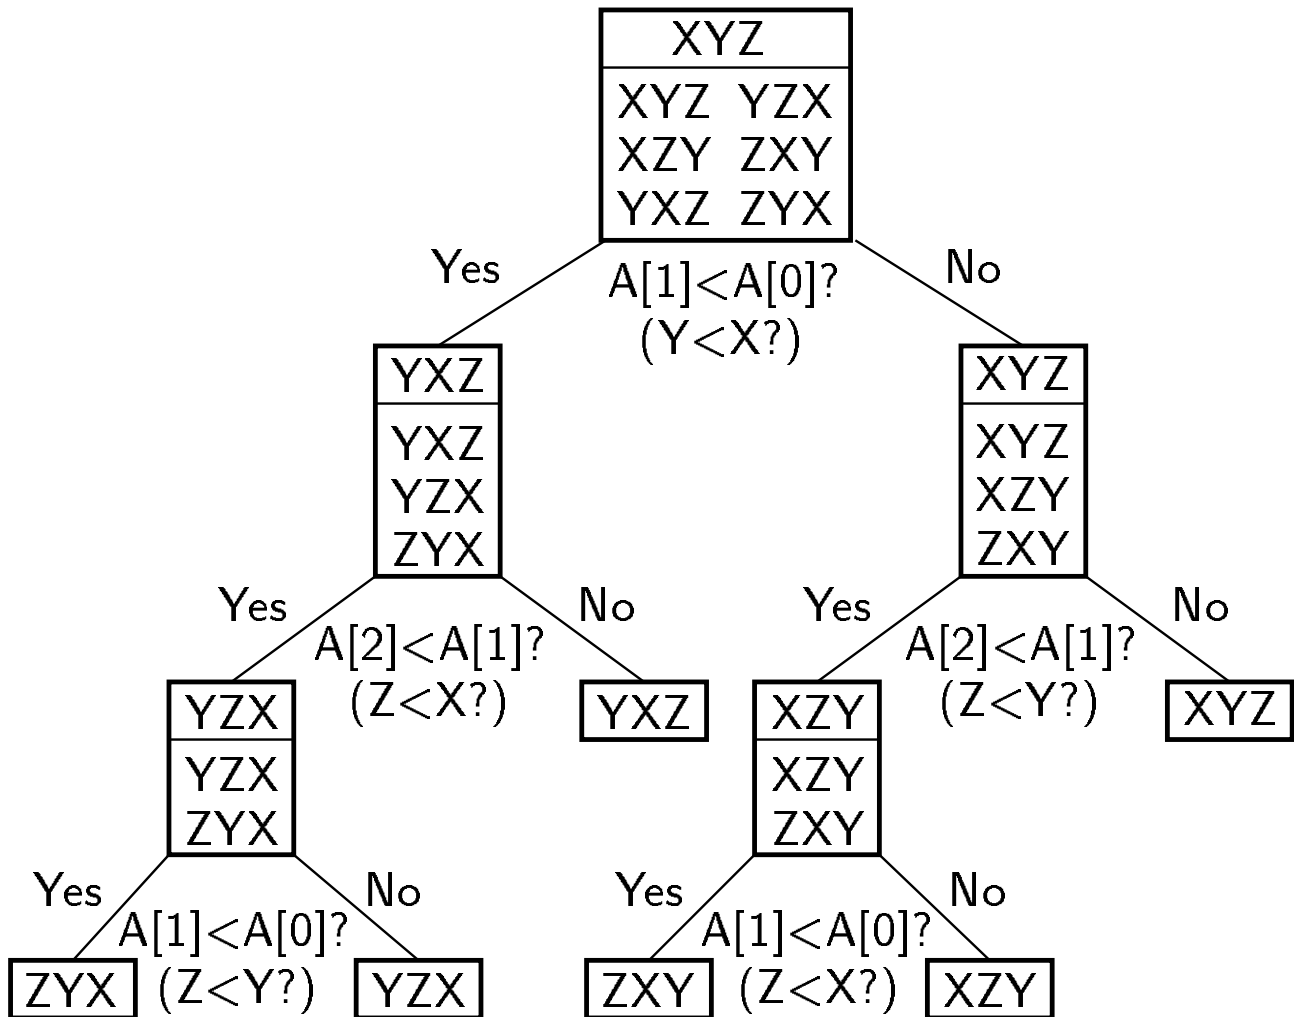 XYZ
XYZ YZX
XZY ZXY
YXZ ZYX
Yes
No
A[1]<A[0]?
(Y<X?)
YXZ
YXZ
YZX
ZYX
XYZ
XYZ
XZY
ZXY
Yes
No
A[2]<A[1]?
(Z<X?)
Yes
No
A[2]<A[1]?
(Z<Y?)
YZX
YZX
ZYX
YXZ
XZY
XZY
ZXY
XYZ
Yes
No
A[1]<A[0]?
(Z<Y?)
ZYX
YZX
Yes
No
A[1]<A[0]?
(Z<X?)
ZXY
XZY